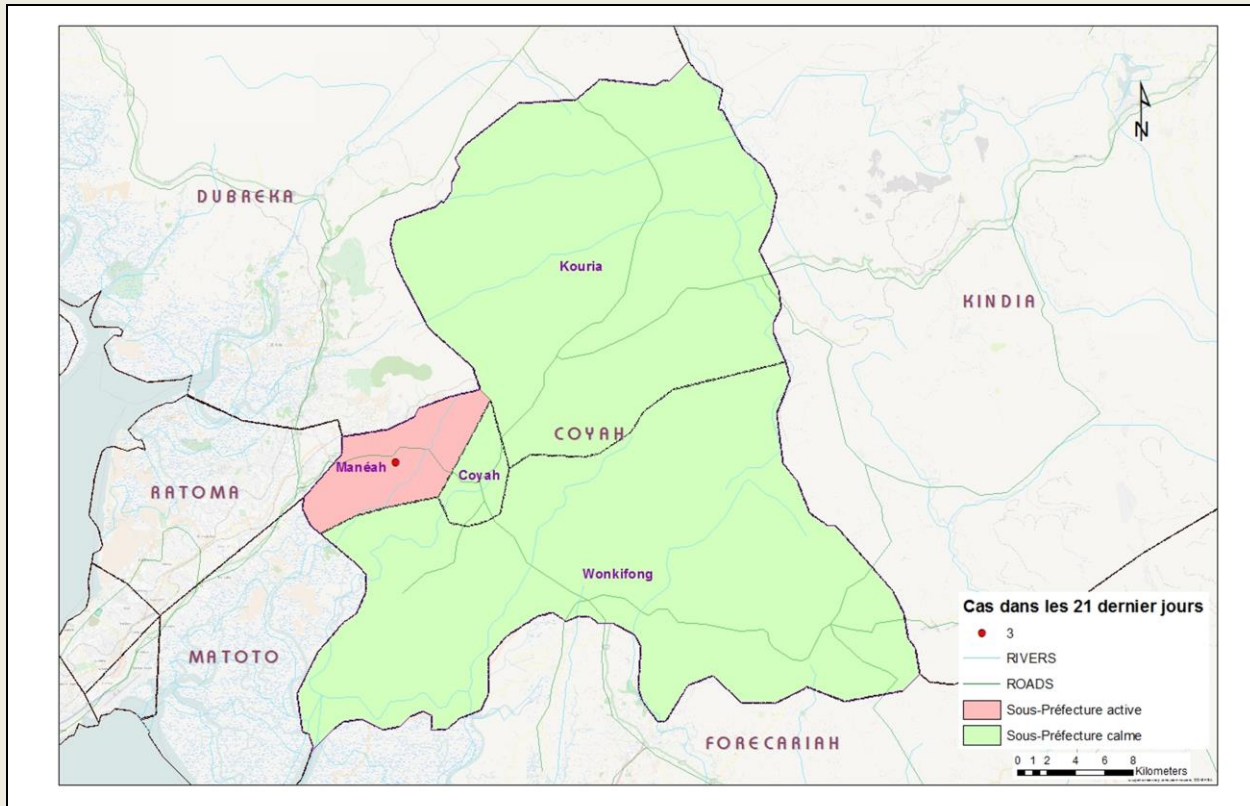 N
DUBREKA
Kouria
KINDIA
COYAH
Manéah
Coyah
RATOMA
Wonkifong
MATOTO
FORECARIAH
Cas dans les 21 dernier jours
3
RIVERS
ROADS
Sous-Préfecture active
Sous-Préfecture calme
0 1 2 4 6 8
Kilometers